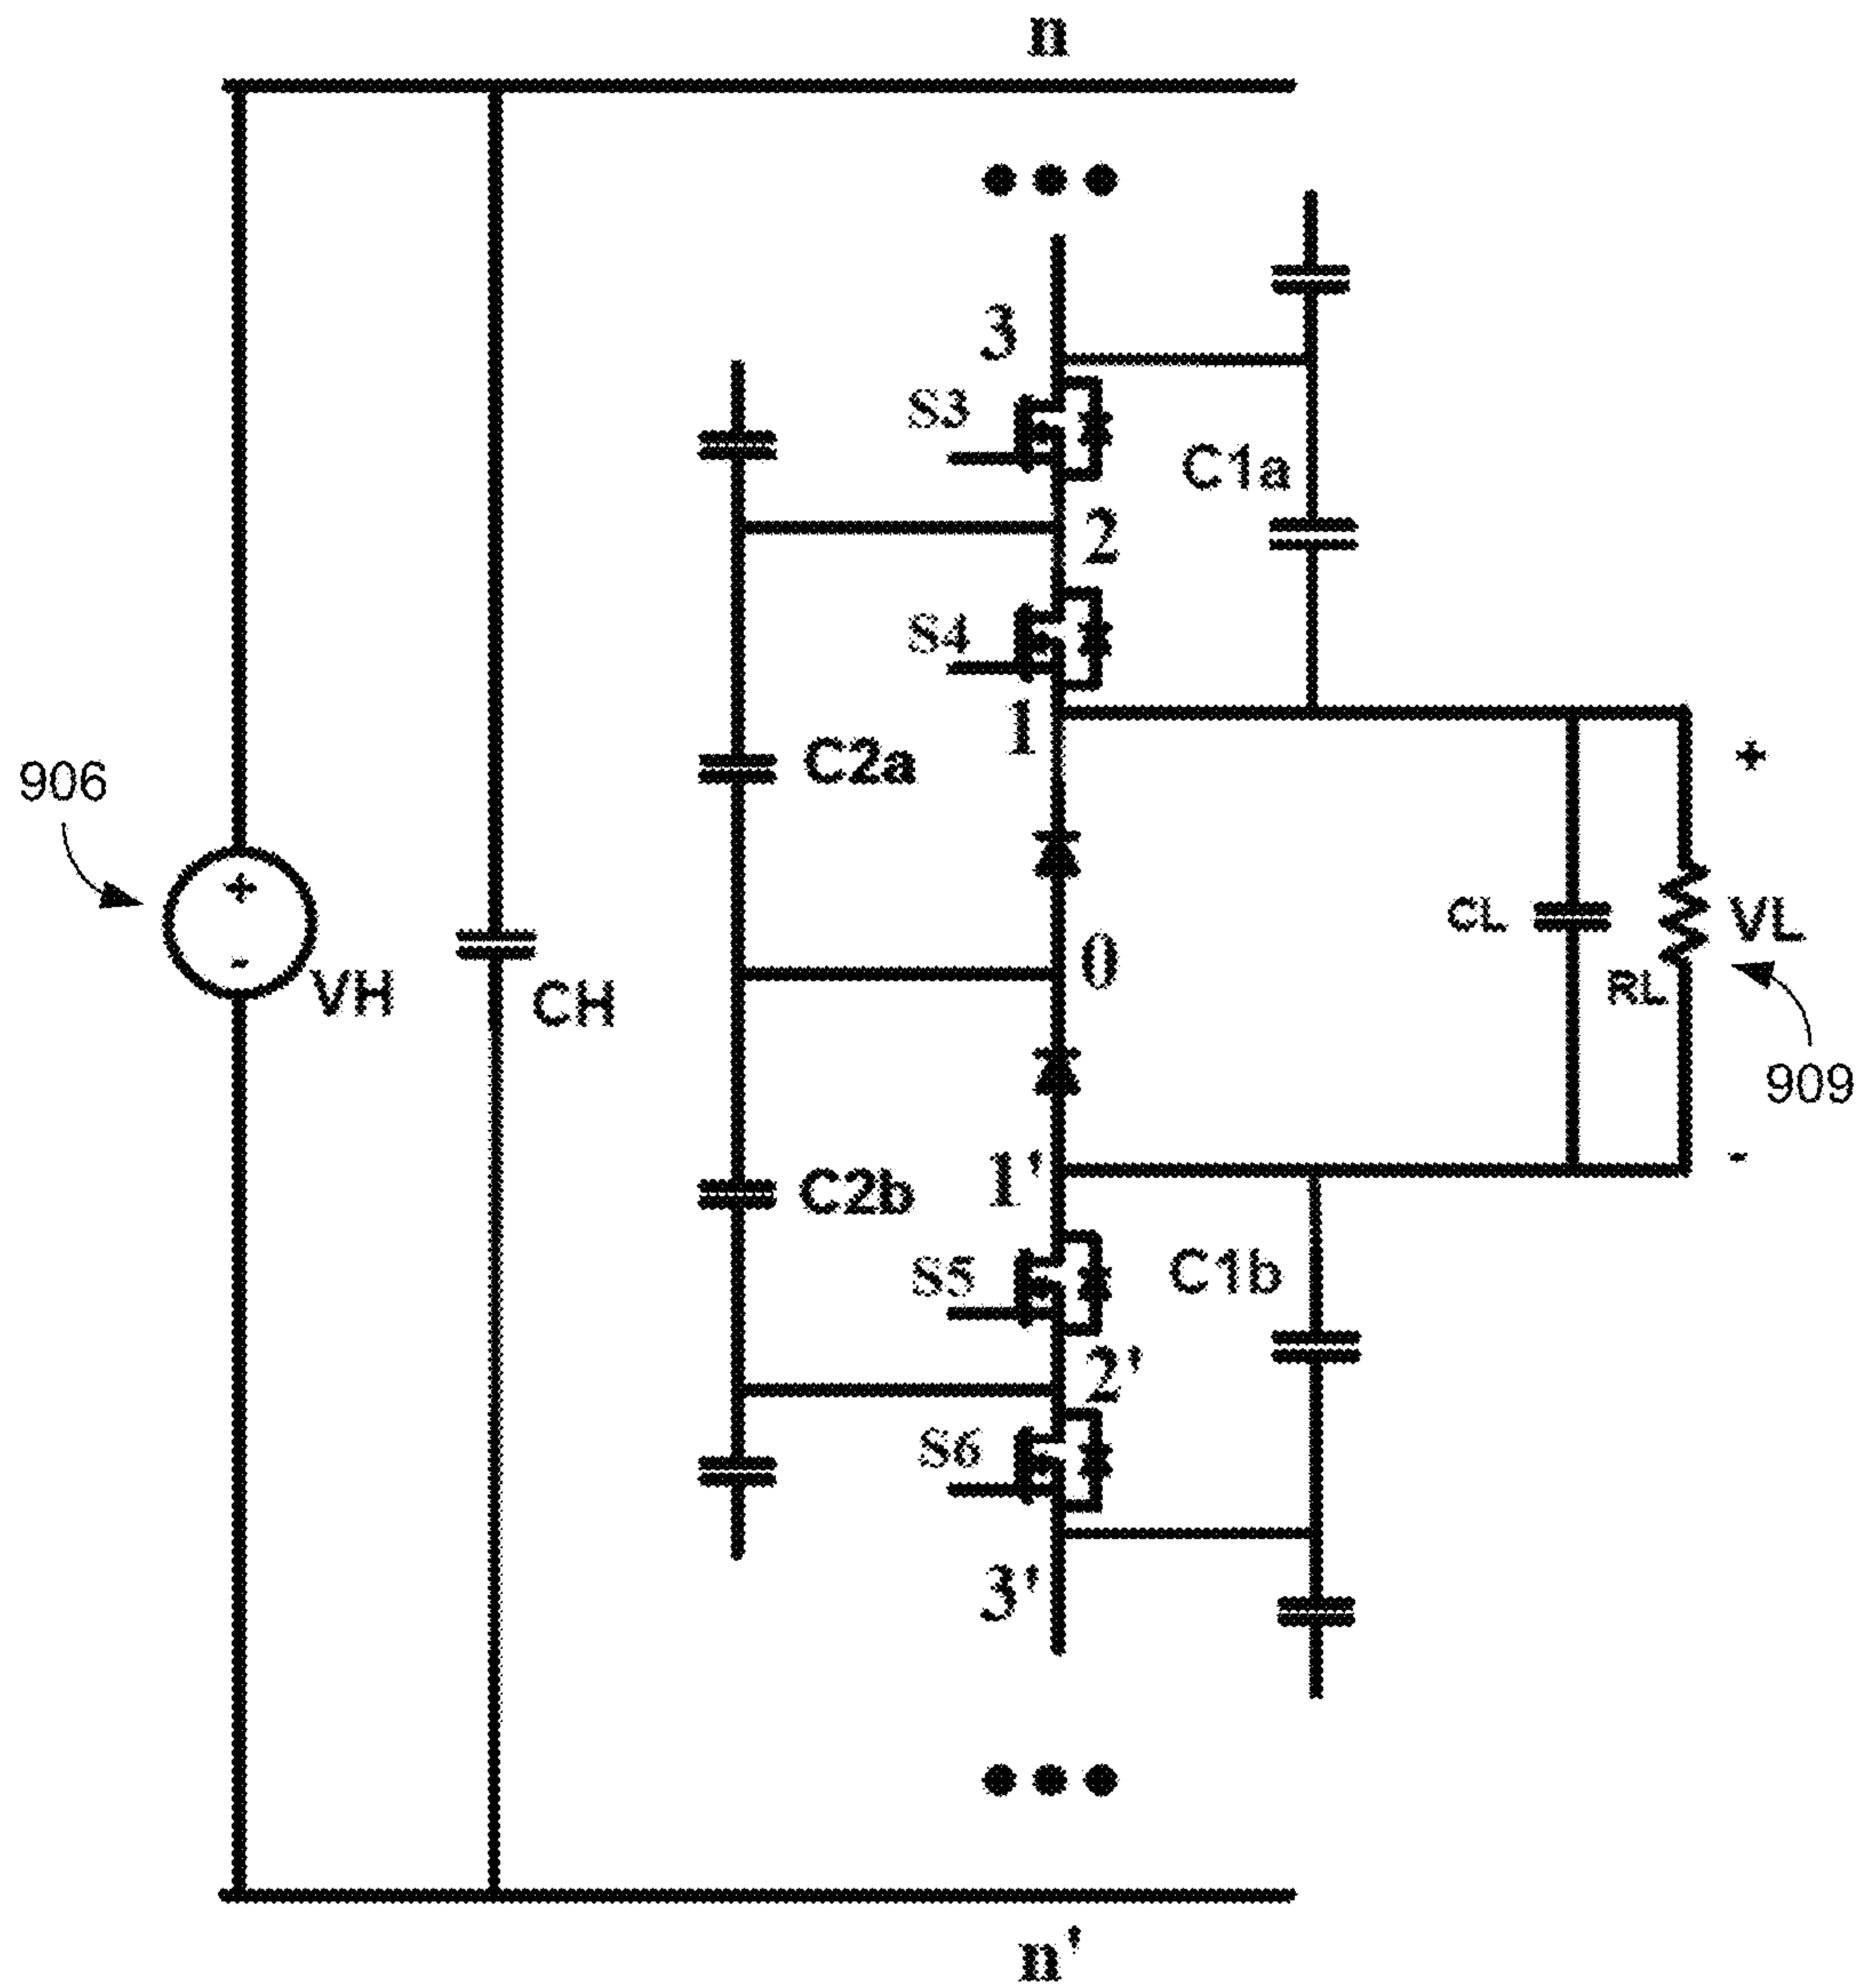 n
3
S3
C1a
2
S4
1
C2a
906
+
-
VH
CH
0
CL
+
VL
RL
909
-
1'
C2b
S5
C1b
2'
S6
3'
n'